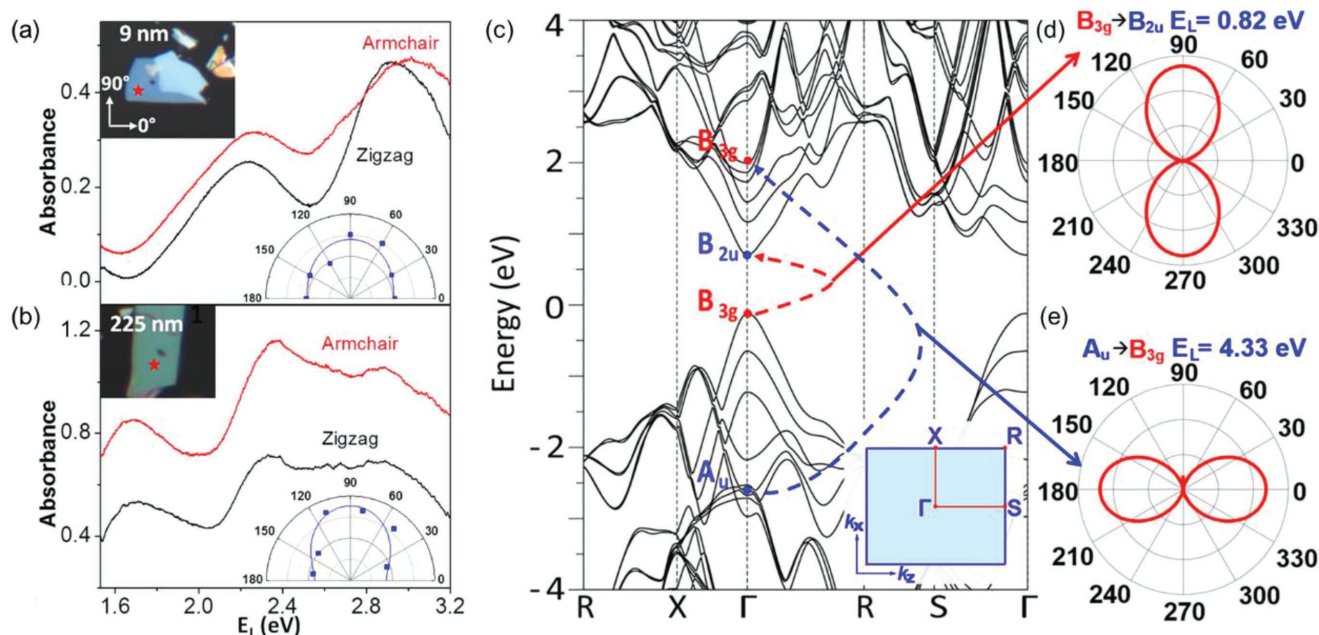 (a)
9 nm
90°
0°
Armchair
Zigzag
Absorbance
0.4
0.2
0.0
180
150
120
90
60
30
0
(b)
225 nm
1
Armchair
Zigzag
Absorbance
1.2
0.8
0.4
180
150
120
90
60
30
0
1.6 2.0 2.4 2.8 3.2
E_L (eV)
(c)
Energy (eV)
4
2
0
-2
-4
B3g
B2u
B3g
Au
X R
Γ S
kx
kz
R X Γ R S Γ
(d)
B3g→B2u EL= 0.82 eV
90
120 60
150 30
180 0
210 330
240 300
270
(e)
Au→B3g EL= 4.33 eV
90
120 60
150 30
180 0
210 330
240 300
270